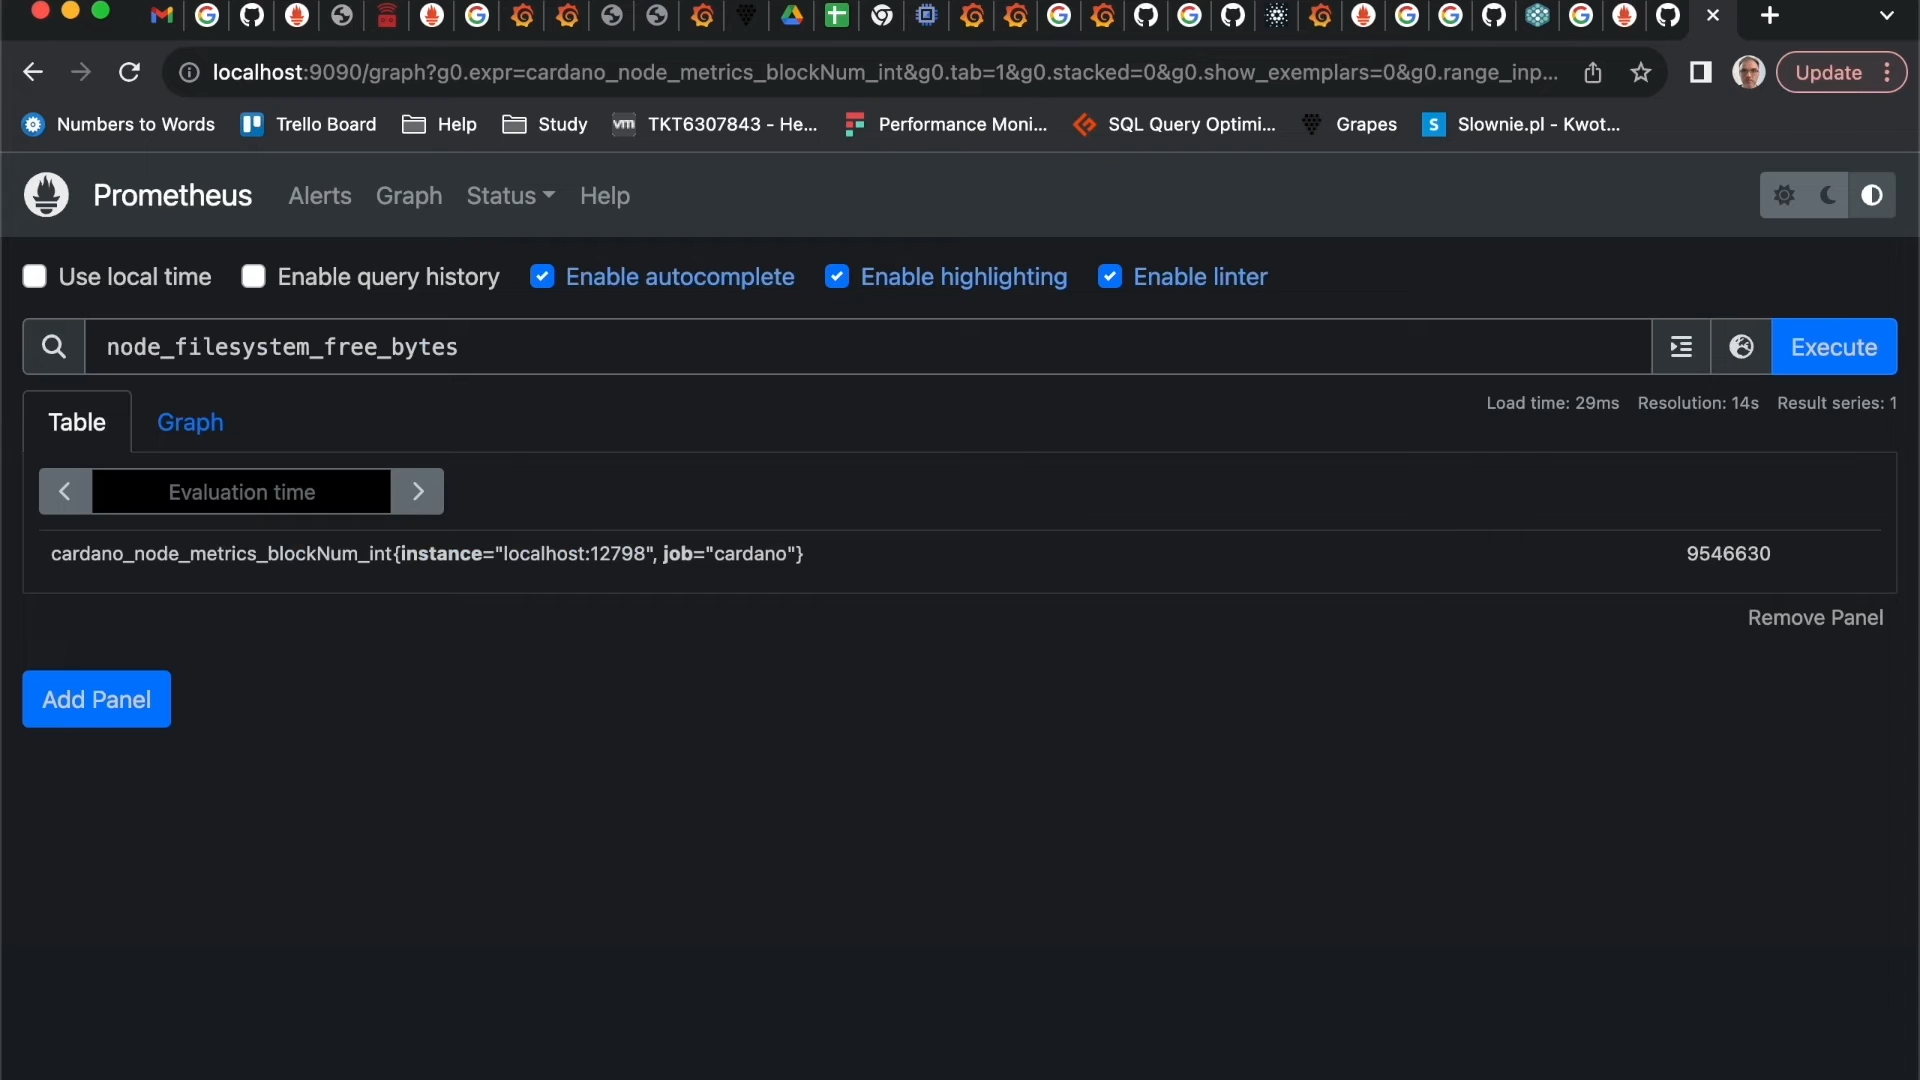 localhost:9090/graph?g0.expr=cardano_node_metrics_blockNum_int&g0.tab=1&g0.stacked=0&g0.show_exemplars=0&g0.range_inp... Update
Numbers to Words Trello Board Help Study TKT6307843 - He... Performance Moni... SQL Query Optimi... Grapes S Slownie.pl - Kwot...
Prometheus Alerts Graph Status Help
Use local time Enable query history Enable autocomplete Enable highlighting Enable linter
node_filesystem_free_bytes Execute
Table Graph Load time: 29ms Resolution: 14s Result series: 1
Evaluation time
cardano_node_metrics_blockNum_int{instance="localhost:12798", job="cardano"} 9546630
Remove Panel
Add Panel